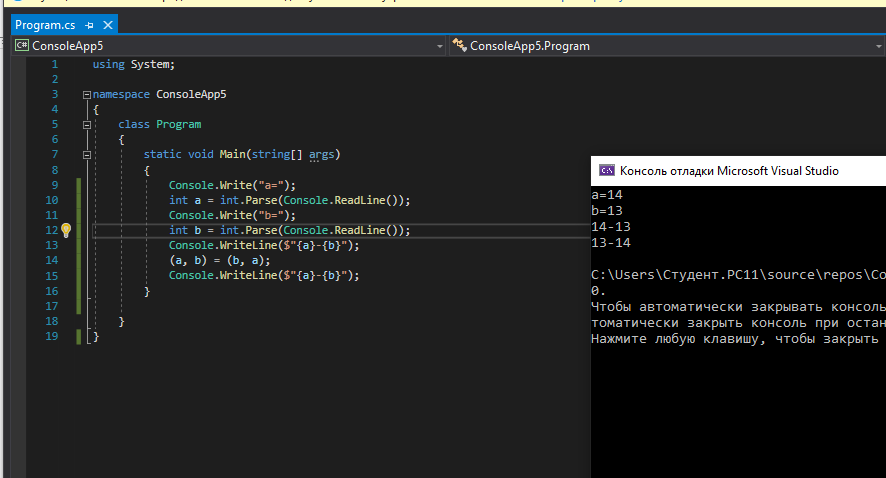 Program.cs
C# ConsoleApp5
ConsoleApp5.Program
1 using System;
2
3 namespace ConsoleApp5
4 {
5 class Program
6 {
7 static void Main(string[] args)
8 {
9 Console.Write("a=");
10 int a = int.Parse(Console.ReadLine());
11 Console.Write("b=");
12 int b = int.Parse(Console.ReadLine());
13 Console.WriteLine($"{a}-{b}");
14 (a, b) = (b, a);
15 Console.WriteLine($"{a}-{b}");
16 }
17
18 }
19 }
Консоль отладки Microsoft Visual Studio
a=14
b=13
14-13
13-14
C:\Users\Студент.PC11\source\repos\Co
0.
Чтобы автоматически закрывать консоль
томатически закрыть консоль при остан
Нажмите любую клавишу, чтобы закрыть